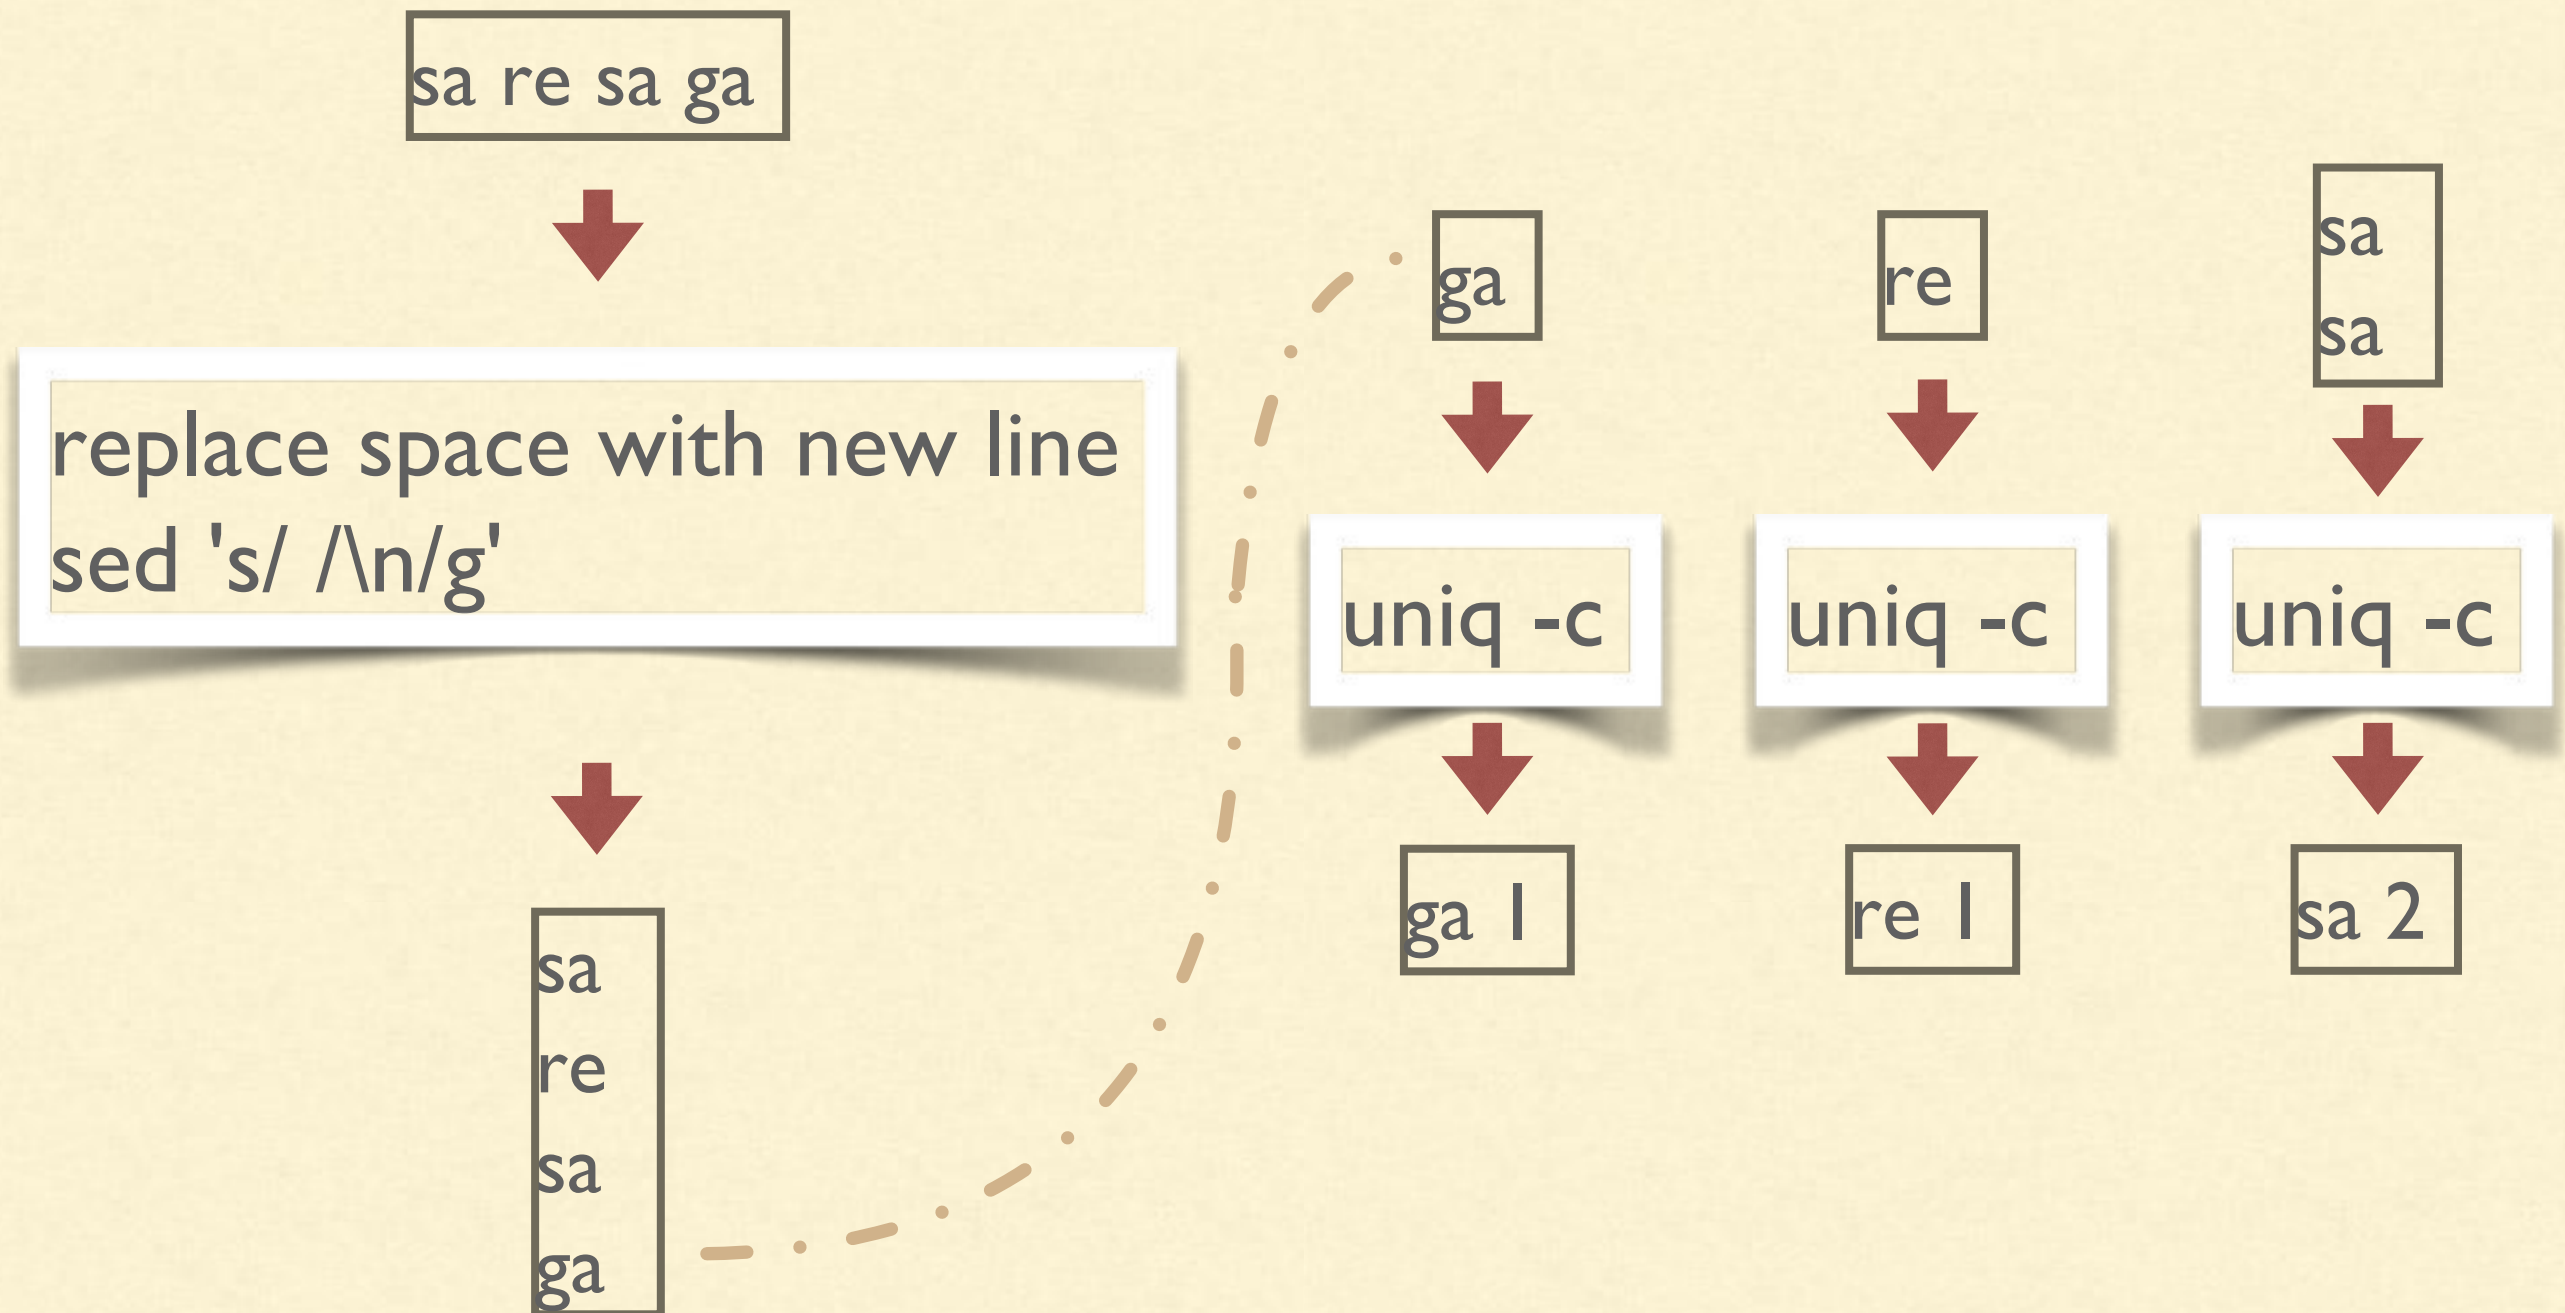 sa re sa ga
replace space with new line
sed 's/ /\n/g'
sa
re
sa
ga
ga
uniq -c
ga 1
re
uniq -c
re 1
sa
sa
uniq -c
sa 2